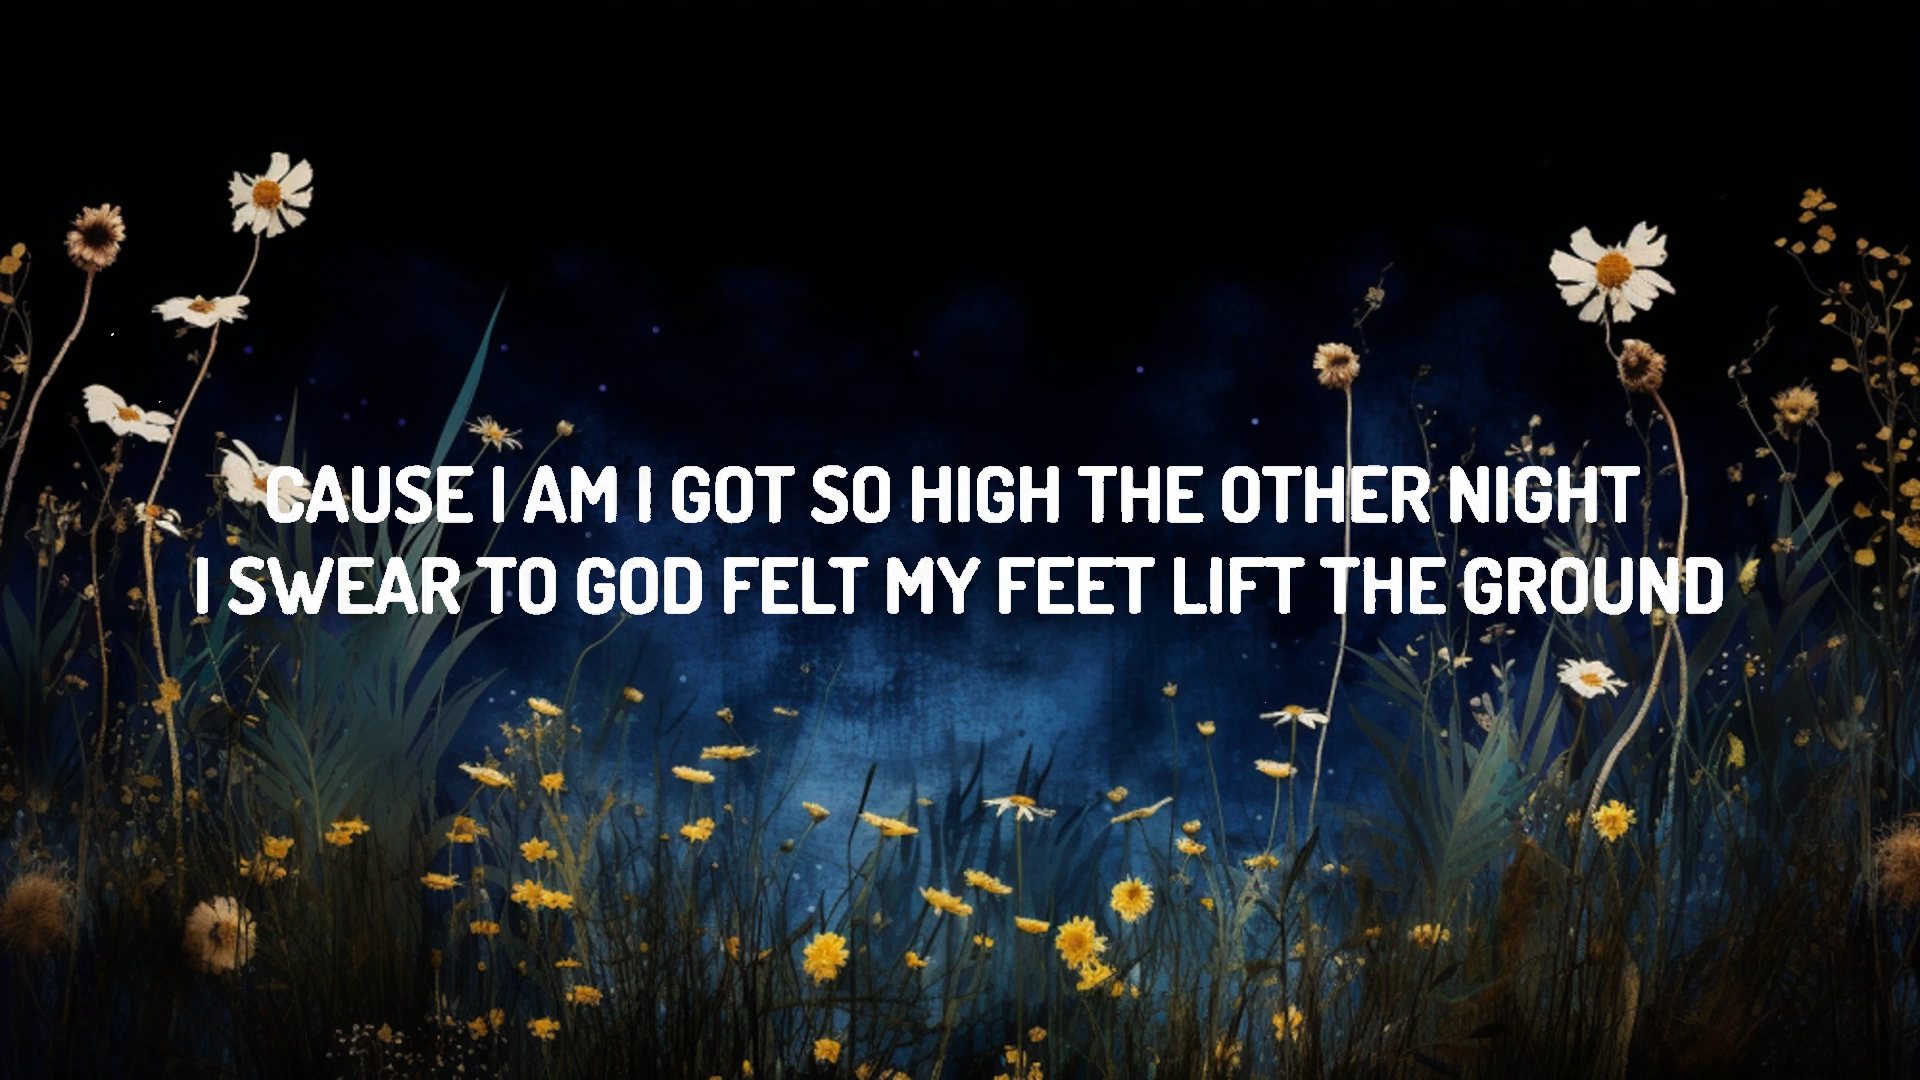 CAUSE I AM I GOT SO HIGH THE OTHER NIGHT
I SWEAR TO GOD FELT MY FEET LIFT THE GROUND